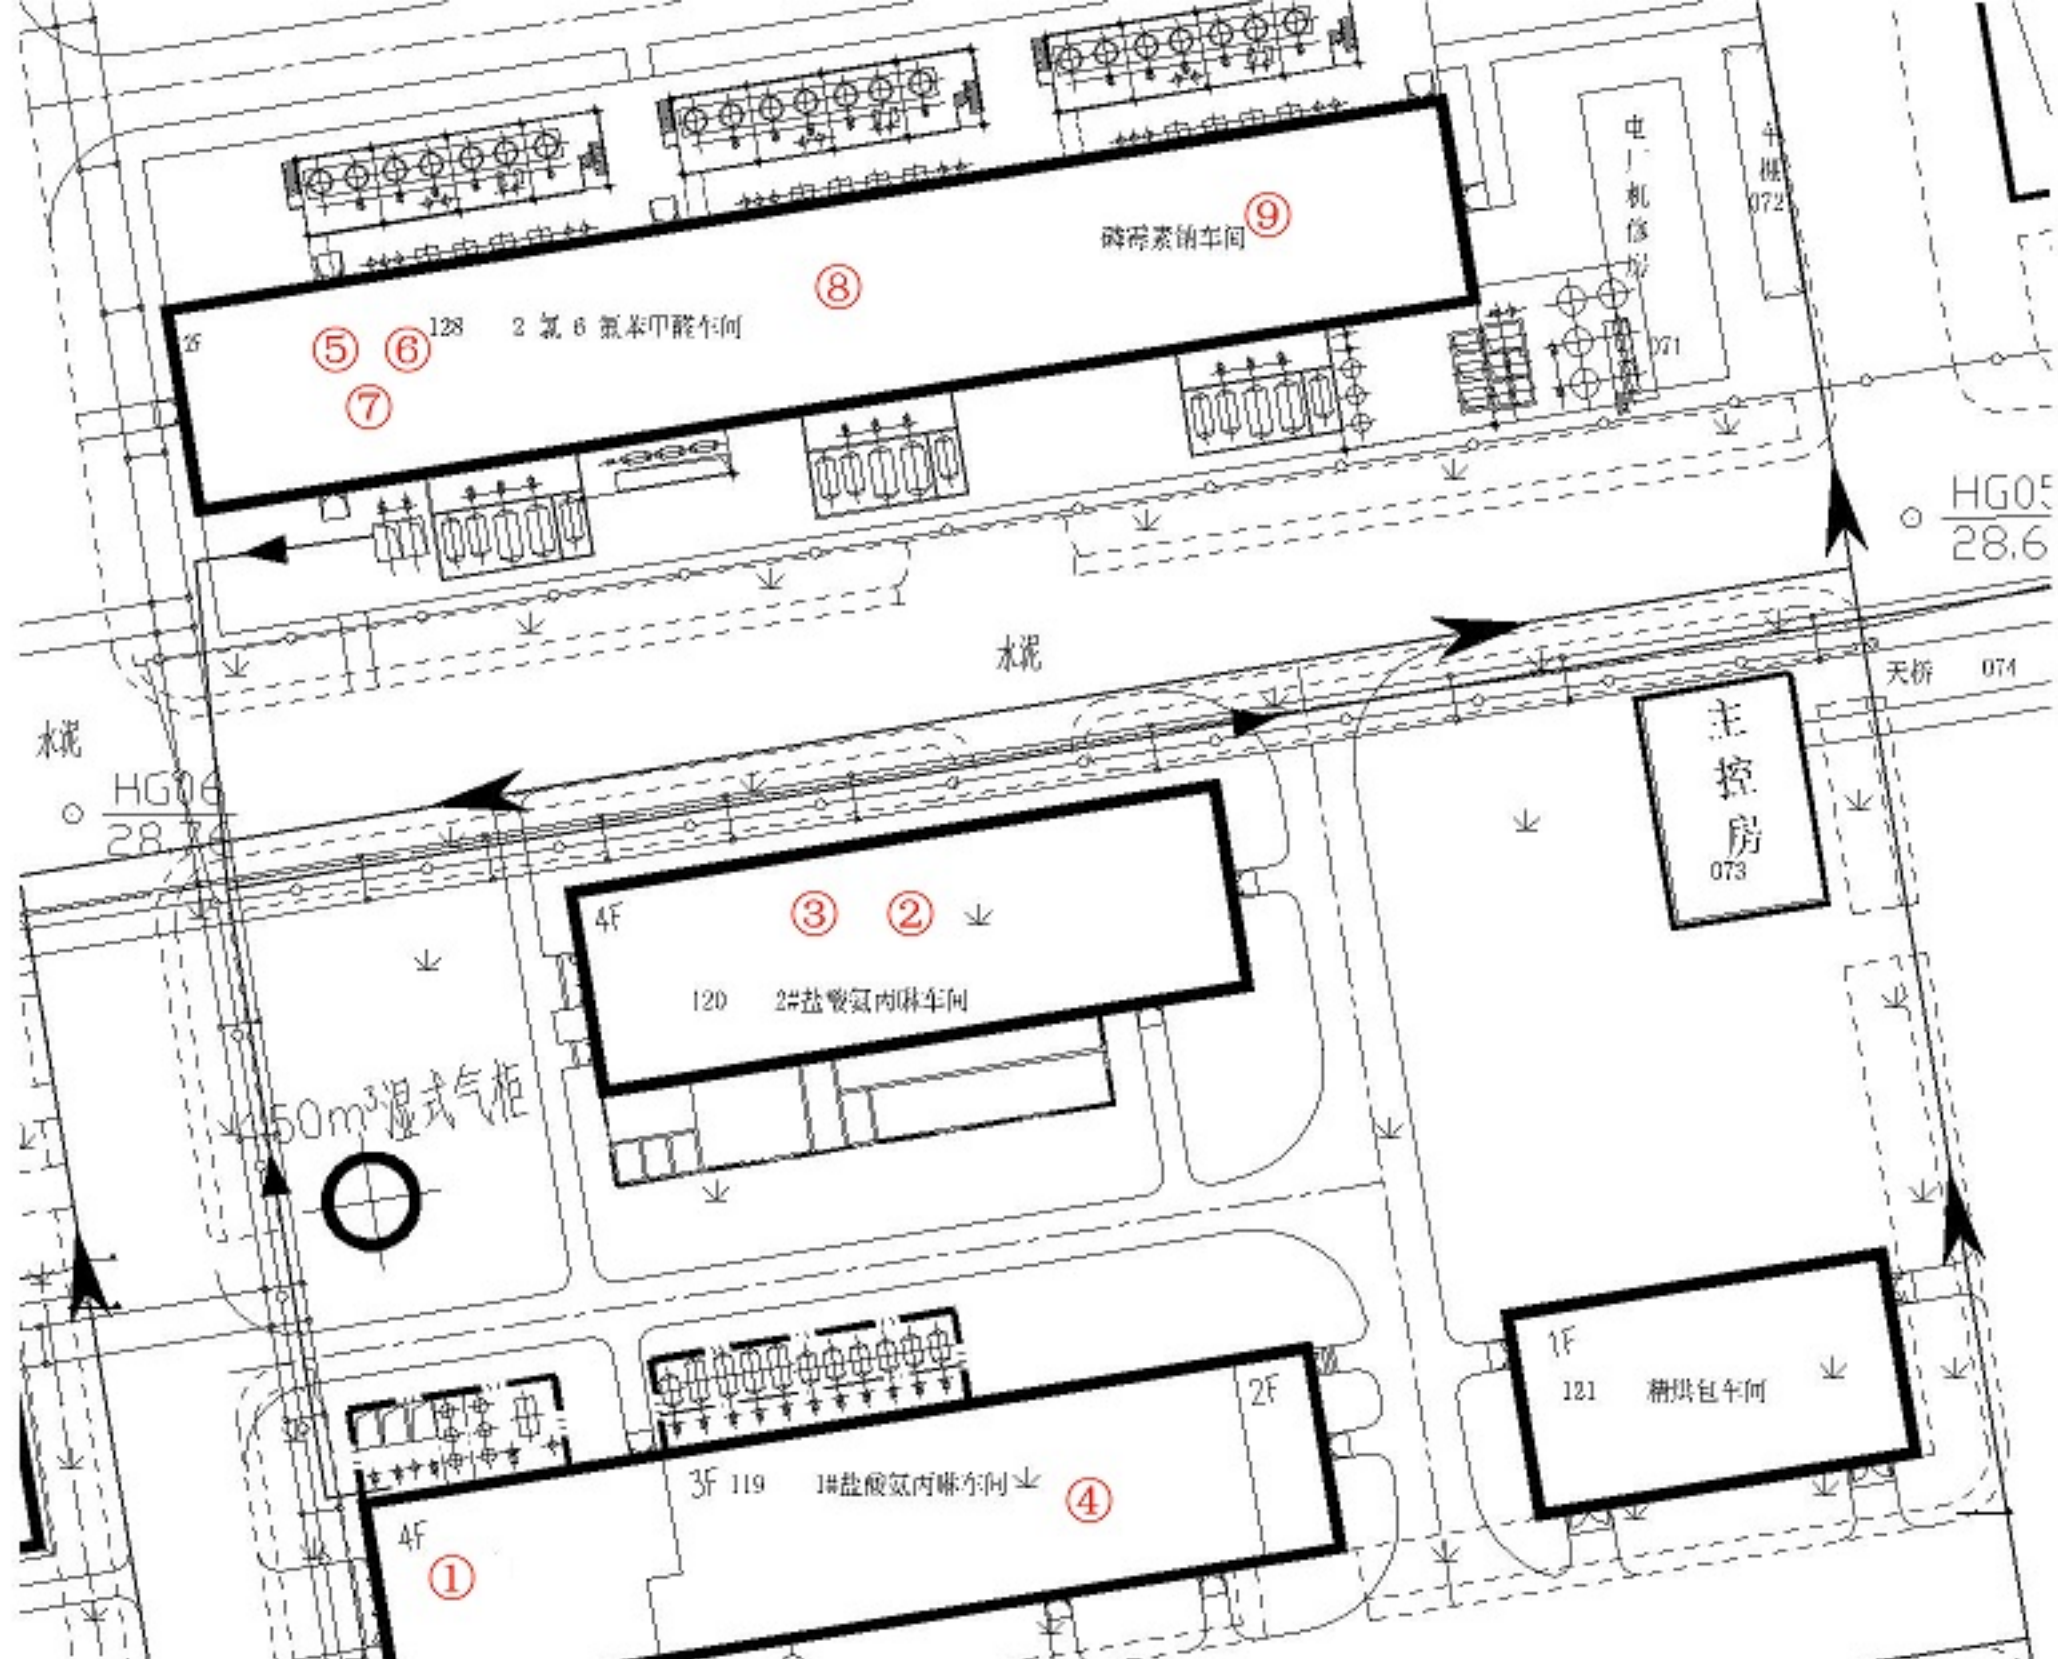 ⑨
磷霉素钠车间
⑧
2F
⑤ ⑥ 128 2 氯 6 氟苯甲醛车间
⑦
电厂机修房
071
车棚
072
HG05
28.6
水泥
天桥 074
水泥
HG06
主控房
073
4F ③ ②
120 2#盐酸氨丙啉车间
50m³湿式气柜
1F
121 精烘包车间
2F
3F 119 1#盐酸氨丙啉车间 ④
4F
①